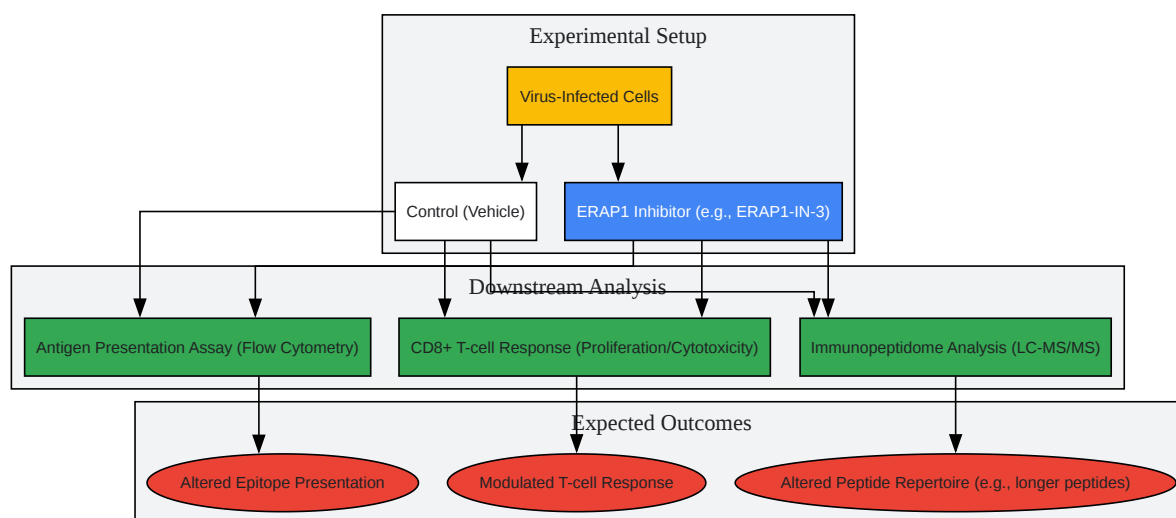 Experimental Setup
Virus-Infected Cells
Control (Vehicle)
ERAP1 Inhibitor (e.g., ERAP1-IN-3)
Downstream Analysis
Antigen Presentation Assay (Flow Cytometry)
CD8+ T-cell Response (Proliferation/Cytotoxicity)
Immunopeptidome Analysis (LC-MS/MS)
Expected Outcomes
Altered Epitope Presentation
Modulated T-cell Response
Altered Peptide Repertoire (e.g., longer peptides)